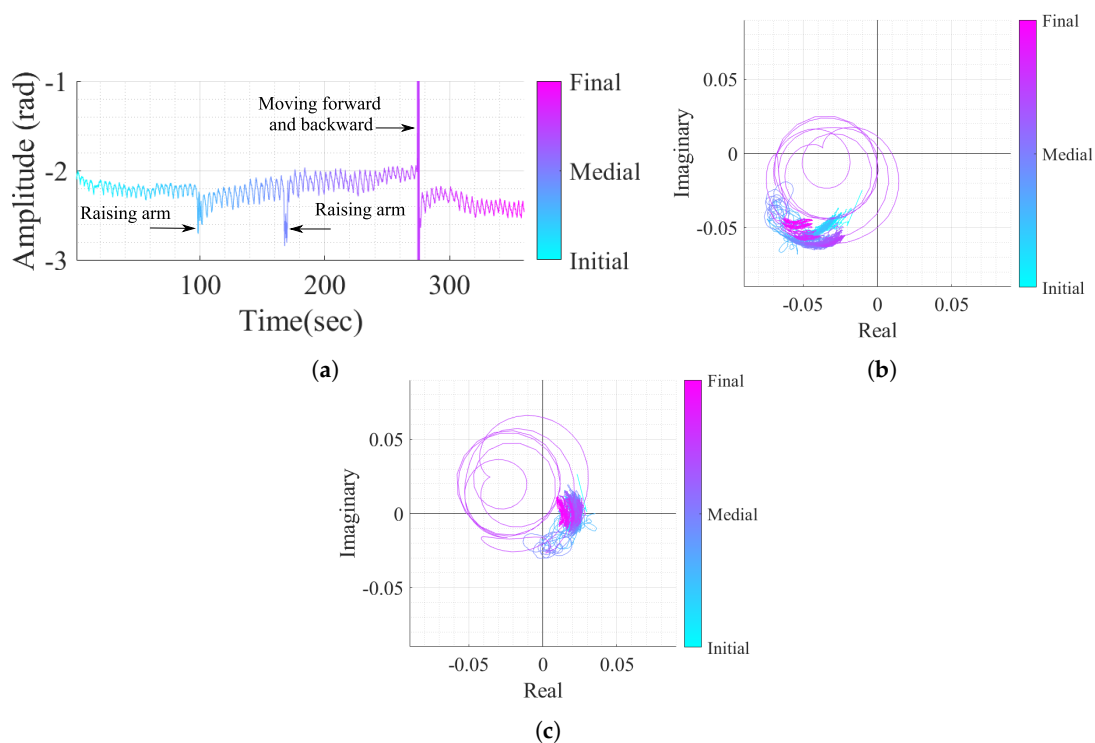 -1
-2
-3
Amplitude (rad)
Moving forward
and backward
Raising arm
Raising arm
100
200
300
Time(sec)
Final
Medial
Initial
(a)
0.05
0
-0.05
Imaginary
-0.05
0
0.05
Real
Final
Medial
Initial
(b)
0.05
0
-0.05
Imaginary
-0.05
0
0.05
Real
Final
Medial
Initial
(c)